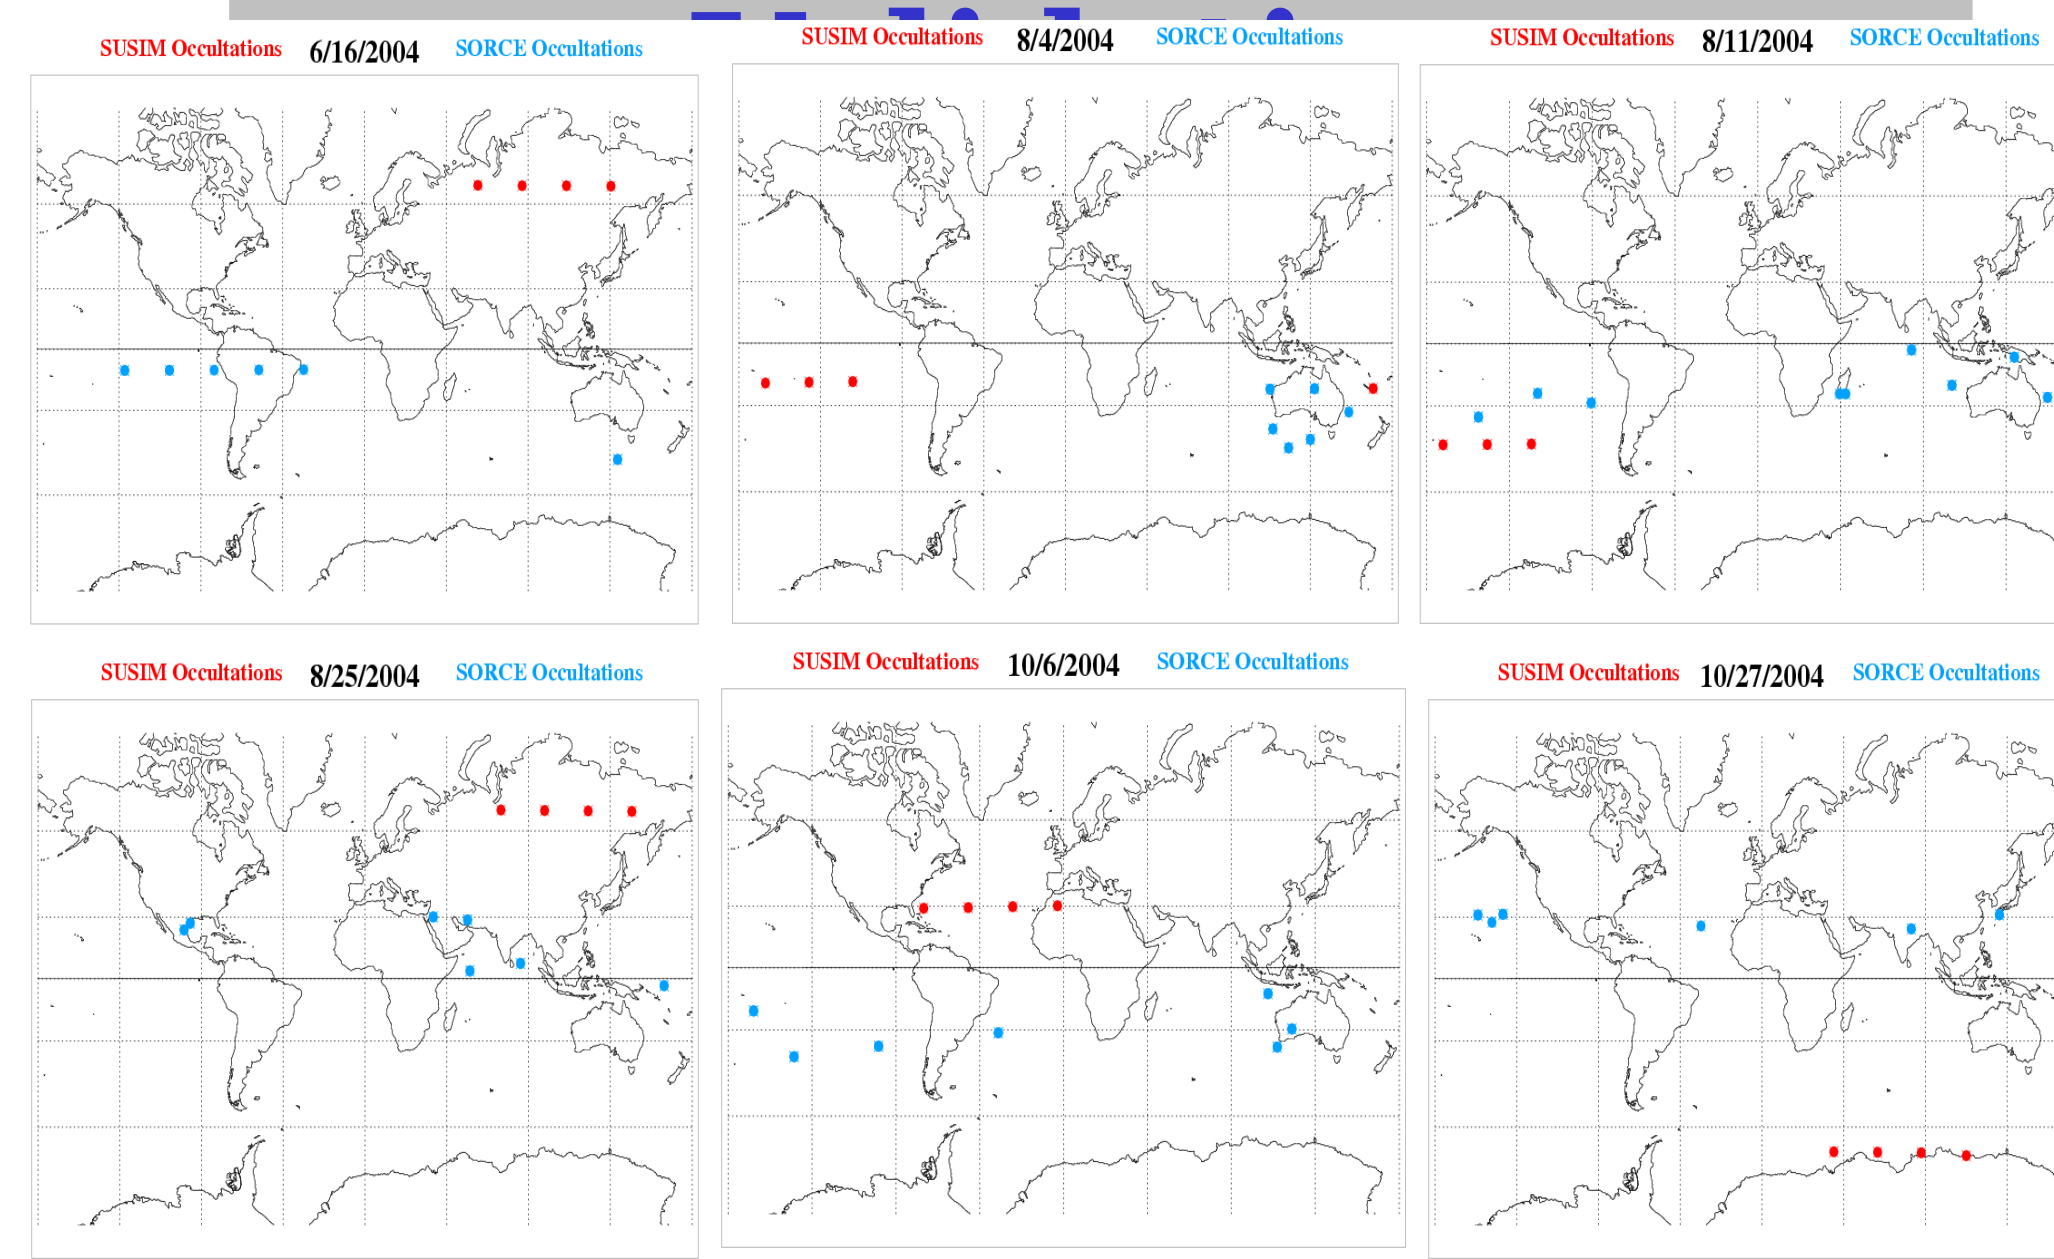 SUSIM Occultations 6/16/2004 SORCE Occultations
SUSIM Occultations 8/4/2004 SORCE Occultations
SUSIM Occultations 8/11/2004 SORCE Occultations
SUSIM Occultations 8/25/2004 SORCE Occultations
SUSIM Occultations 10/6/2004 SORCE Occultations
SUSIM Occultations 10/27/2004 SORCE Occultations